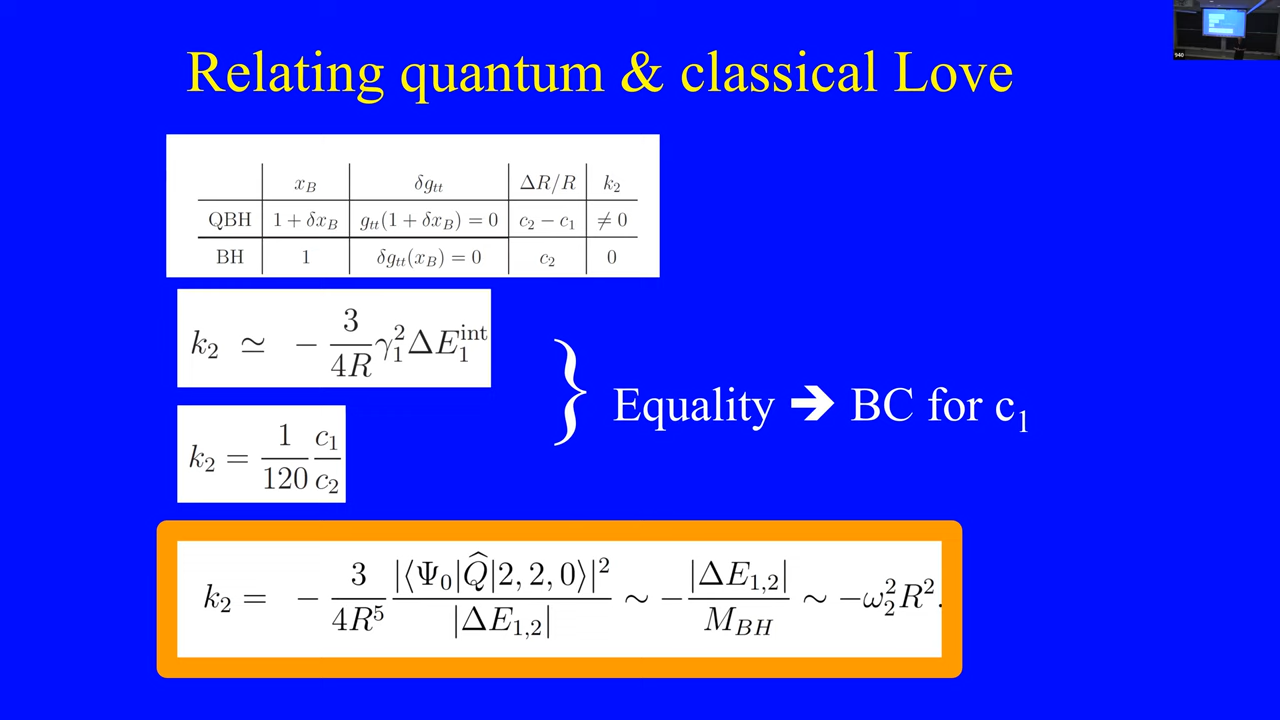 Relating quantum & classical Love
x_B δg_tt ΔR/R k_2
QBH 1 + δx_B g_tt(1 + δx_B) = 0 c_2 − c_1 ≠ 0
BH 1 δg_tt(x_B) = 0 c_2 0
k_2 ≃ − 3/4R γ_1^2 ΔE_1^int
} Equality ➔ BC for c_1
k_2 = 1/120 c_1/c_2
k_2 = − 3/4R^5 |⟨Ψ_0|Q̂|2, 2, 0⟩|^2/|ΔE_1,2| ∼ − |ΔE_1,2|/M_BH ∼ −ω_2^2 R^2.